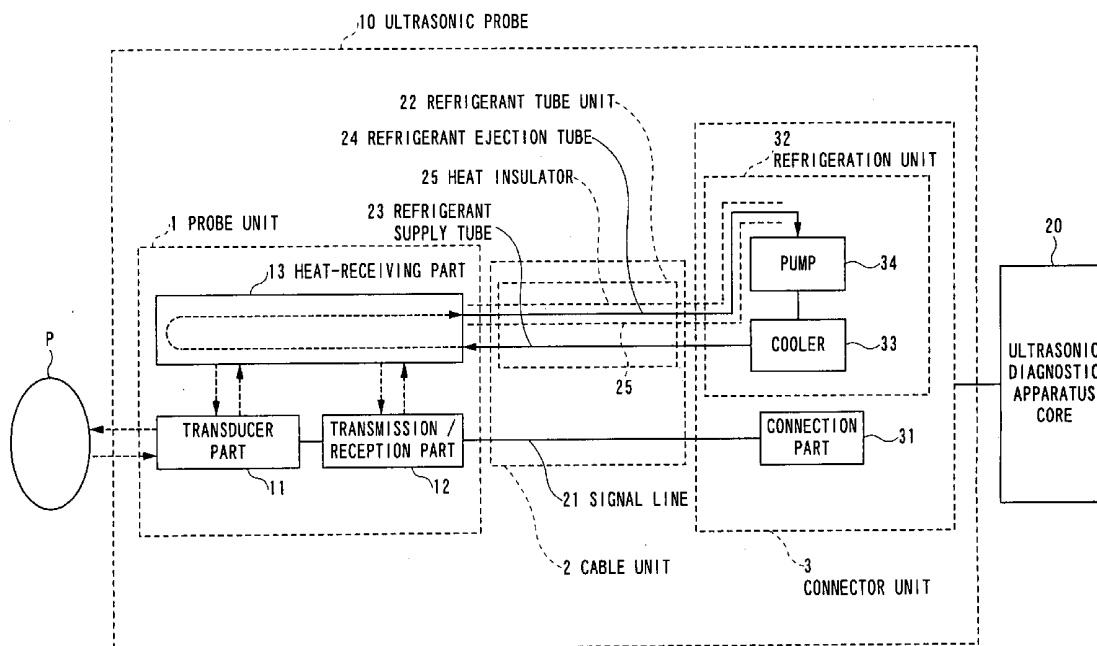 10 ULTRASONIC PROBE
22 REFRIGERANT TUBE UNIT
24 REFRIGERANT EJECTION TUBE
32
REFRIGERATION UNIT
25 HEAT INSULATOR
23 REFRIGERANT
SUPPLY TUBE
1 PROBE UNIT
20
13 HEAT-RECEIVING PART
PUMP
34
P
COOLER
33
ULTRASONIC
DIAGNOSTIC
APPARATUS
CORE
25
TRANSDUCER
PART
TRANSMISSION /
RECEPTION PART
CONNECTION
PART
31
11
12
21 SIGNAL LINE
2 CABLE UNIT
3
CONNECTOR UNIT